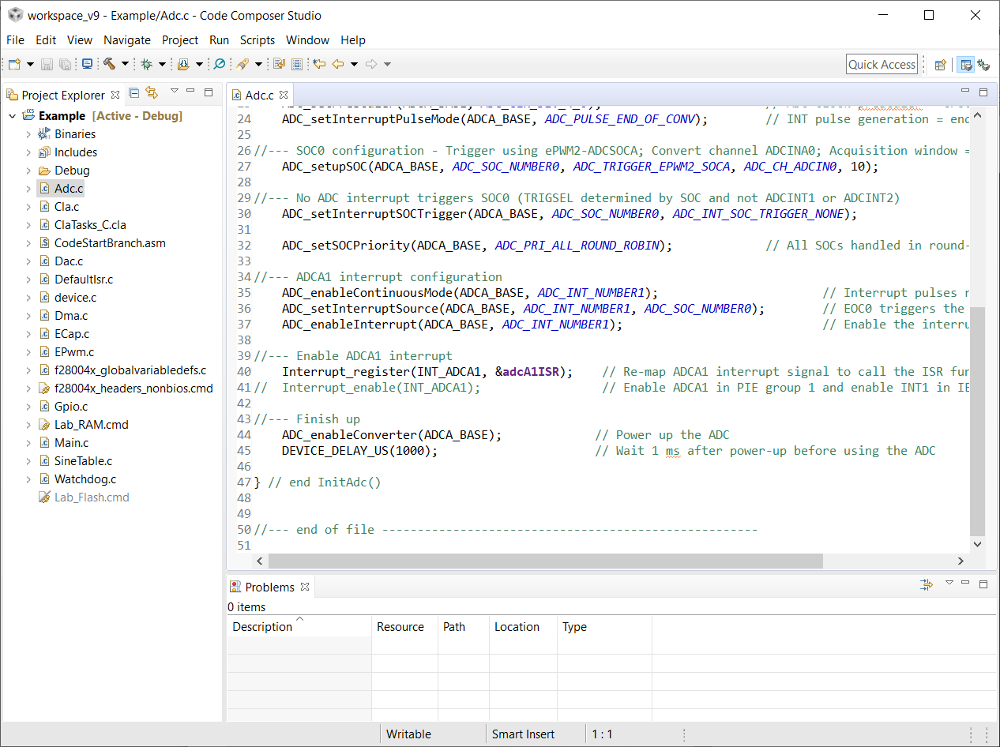 workspace_v9 - Example/Adc.c - Code Composer Studio
File Edit View Navigate Project Run Scripts Window Help
Quick Access
Project Explorer
Example [Active - Debug]
Binaries
Includes
Debug
Adc.c
Cla.c
ClaTasks_C.cla
CodeStartBranch.asm
Dac.c
DefaultIsr.c
device.c
Dma.c
ECap.c
EPwm.c
f28004x_globalvariabledefs.c
f28004x_headers_nonbios.cmd
Gpio.c
Lab_RAM.cmd
Main.c
SineTable.c
Watchdog.c
Lab_Flash.cmd
Adc.c
24 ADC_setInterruptPulseMode(ADCA_BASE, ADC_PULSE_END_OF_CONV); // INT pulse generation = end
25
26 //--- SOC0 configuration - Trigger using ePWM2-ADCSOCA; Convert channel ADCINA0; Acquisition window =
27 ADC_setupSOC(ADCA_BASE, ADC_SOC_NUMBER0, ADC_TRIGGER_EPWM2_SOCA, ADC_CH_ADCIN0, 10);
28
29 //--- No ADC interrupt triggers SOC0 (TRIGSEL determined by SOC and not ADCINT1 or ADCINT2)
30 ADC_setInterruptSOCTrigger(ADCA_BASE, ADC_SOC_NUMBER0, ADC_INT_SOC_TRIGGER_NONE);
31
32 ADC_setSOCPriority(ADCA_BASE, ADC_PRI_ALL_ROUND_ROBIN); // All SOCs handled in round-
33
34 //--- ADCA1 interrupt configuration
35 ADC_enableContinuousMode(ADCA_BASE, ADC_INT_NUMBER1); // Interrupt pulses r
36 ADC_setInterruptSource(ADCA_BASE, ADC_INT_NUMBER1, ADC_SOC_NUMBER0); // EOC0 triggers the
37 ADC_enableInterrupt(ADCA_BASE, ADC_INT_NUMBER1); // Enable the interru
38
39 //--- Enable ADCA1 interrupt
40 Interrupt_register(INT_ADCA1, &adcA1ISR); // Re-map ADCA1 interrupt signal to call the ISR fun
41 // Interrupt_enable(INT_ADCA1); // Enable ADCA1 in PIE group 1 and enable INT1 in IE
42
43 //--- Finish up
44 ADC_enableConverter(ADCA_BASE); // Power up the ADC
45 DEVICE_DELAY_US(1000); // Wait 1 ms after power-up before using the ADC
46
47 } // end InitAdc()
48
49
50 //--- end of file -----------------------------------------------------
51
Problems
0 items
Description Resource Path Location Type
Writable Smart Insert 1 : 1